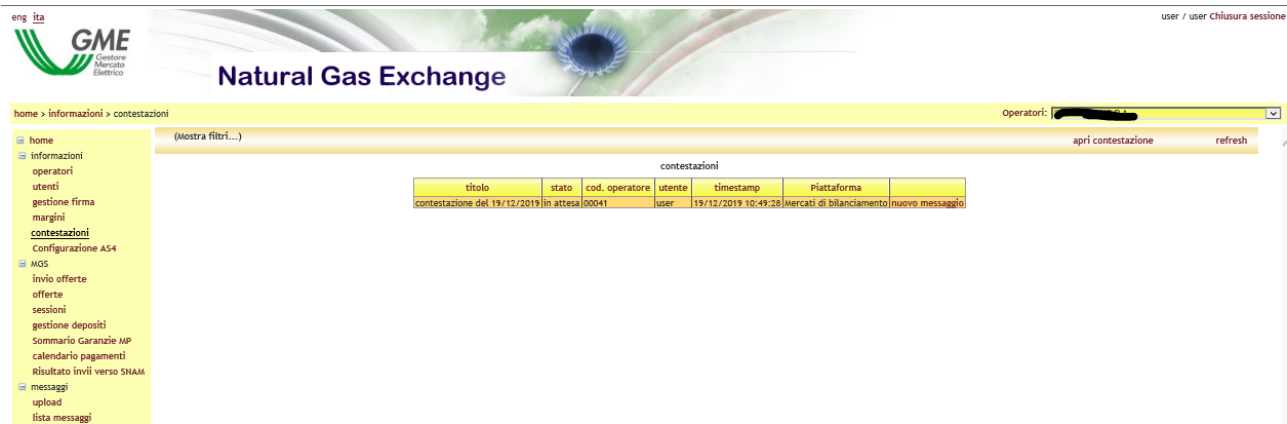 eng ita
user / user Chiusura sessione
GME
Gestore
Mercato
Elettrico
Natural Gas Exchange
home > informazioni > contestazioni
Operatori:
(Mostra filtri...)
apri contestazione refresh
home
informazioni
operatori
utenti
gestione firma
margini
contestazioni
Configurazione AS4
MGS
invio offerte
offerte
sessioni
gestione depositi
Sommario Garanzie MP
calendario pagamenti
Risultato invii verso SNAM
messaggi
upload
lista messaggi
contestazioni
titolo stato cod. operatore utente timestamp Piattaforma
contestazione del 19/12/2019 in attesa 00041 user 19/12/2019 10:49:28 Mercati di bilanciamento nuovo messaggio